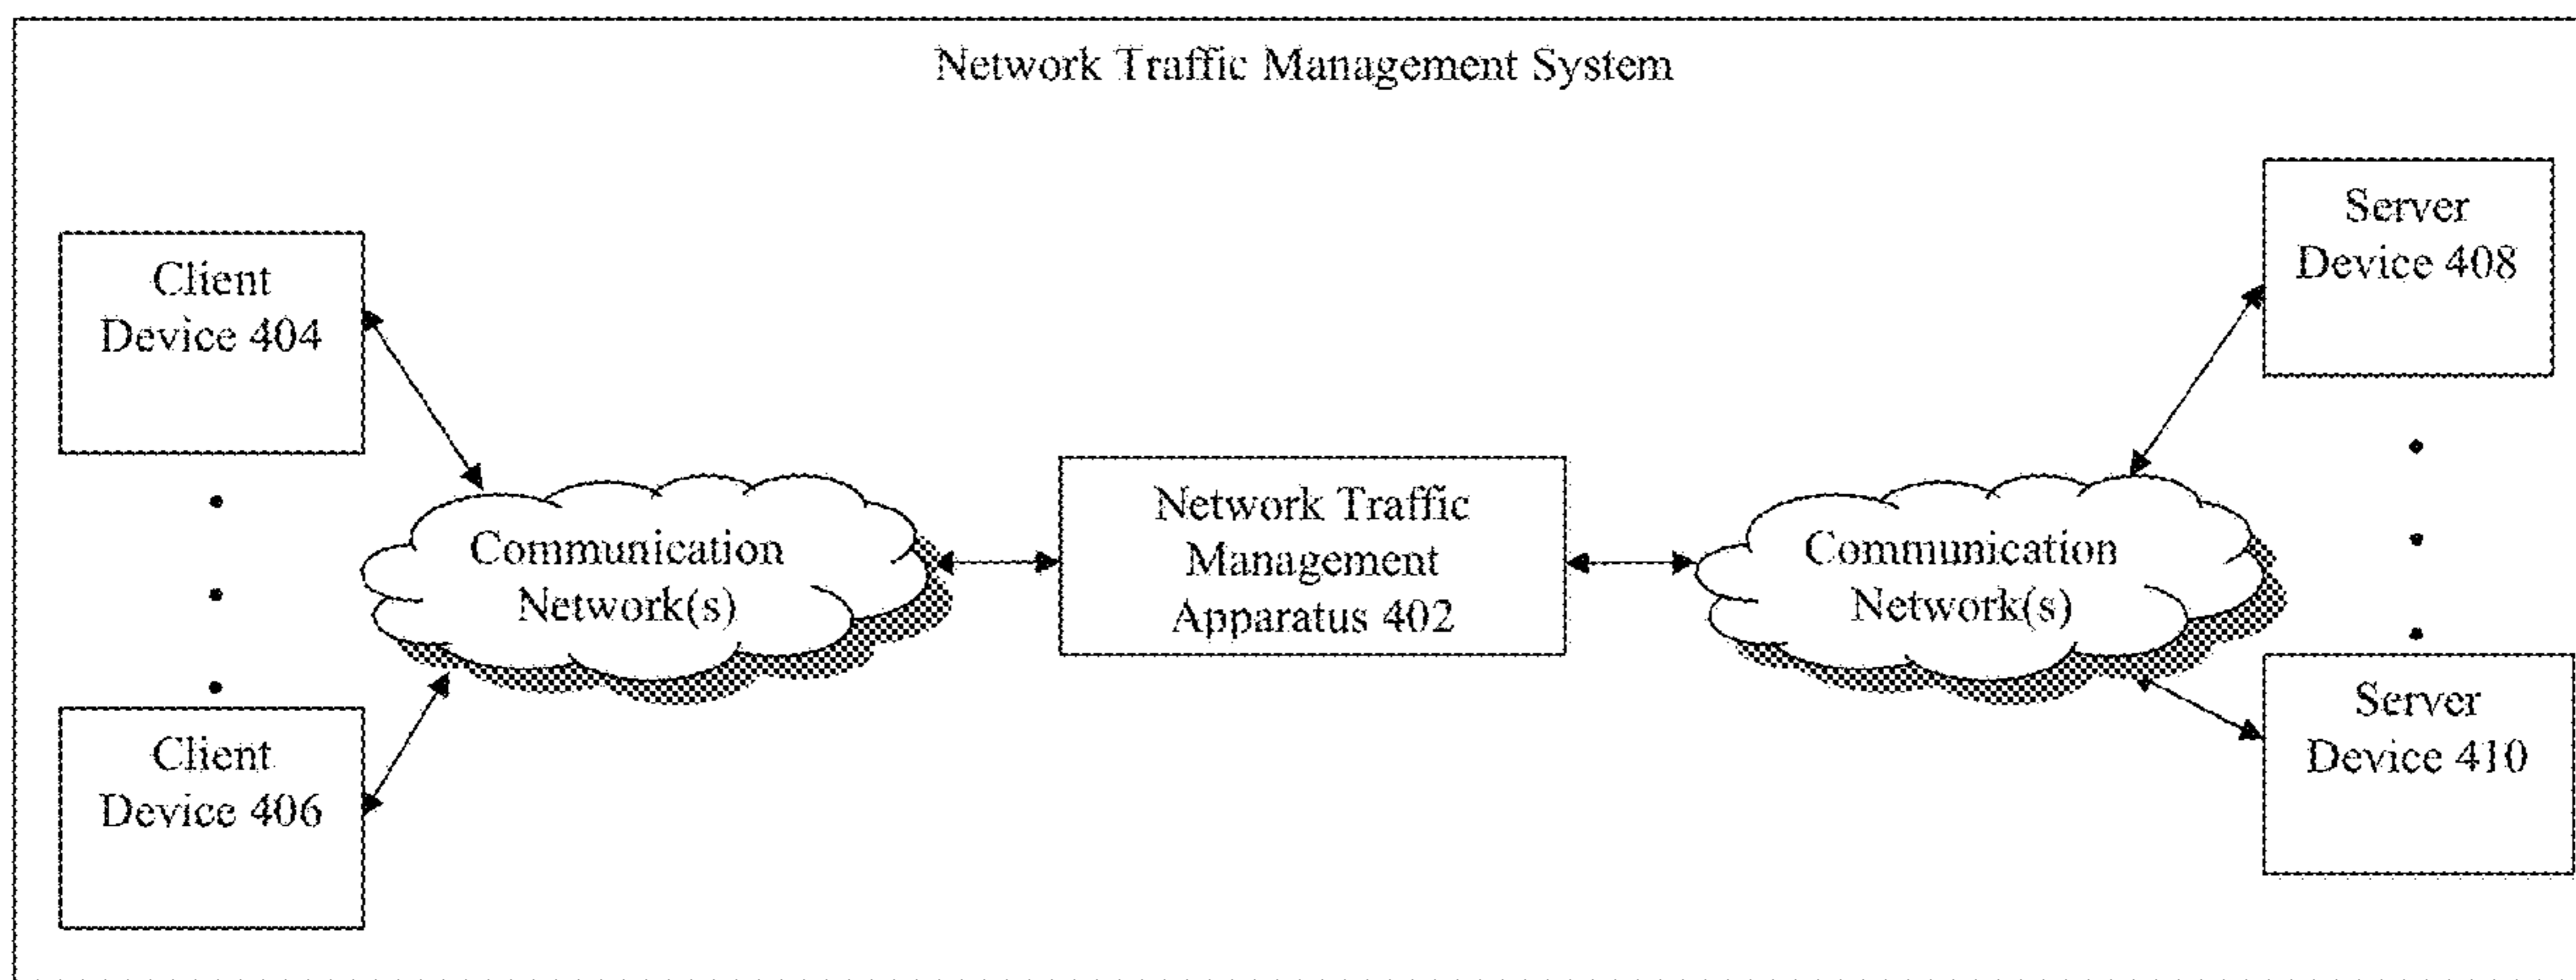 Network Traffic Management System
Client
Device 404
Server
Device 408
Communication
Network(s)
Network Traffic
Management
Apparatus 402
Communication
Network(s)
Client
Device 406
Server
Device 410